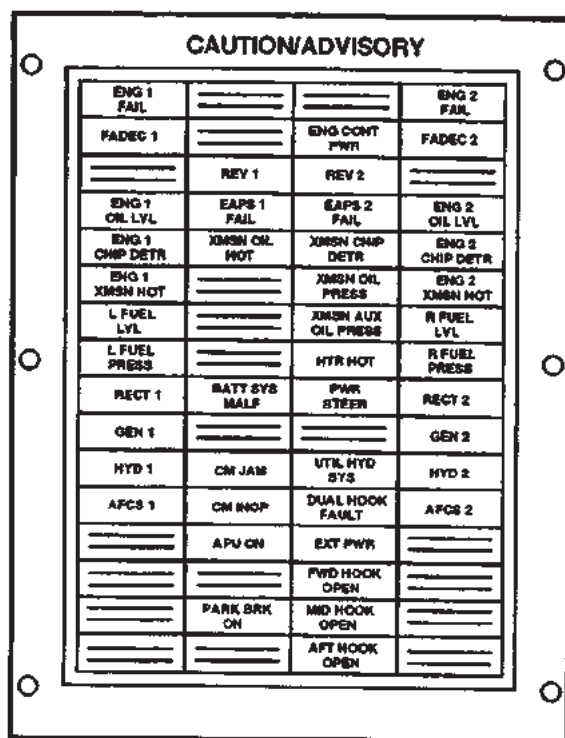 CAUTION/ADVISORY
ENG 1
FAIL
ENG 2
FAIL
FADEC 1
ENG CONT
PWR
FADEC 2
REV 1
REV 2
ENG 1
OIL LVL
EAPS 1
FAIL
EAPS 2
FAIL
ENG 2
OIL LVL
ENG 1
CHIP DETR
XMSN OIL
HOT
XMSN CHIP
DETR
ENG 2
CHIP DETR
ENG 1
XMSN HOT
XMSN OIL
PRESS
ENG 2
XMSN HOT
L FUEL
LVL
XMSN AUX
OIL PRESS
R FUEL
LVL
L FUEL
PRESS
HTR HOT
R FUEL
PRESS
RECT 1
BATT SYS
MALF
PWR
STEER
RECT 2
GEN 1
GEN 2
HYD 1
CM JAM
UTIL HYD
SYS
HYD 2
AFCS 1
CM INOP
DUAL HOOK
FAULT
AFCS 2
APU ON
EXT PWR
FWD HOOK
OPEN
PARK BRK
ON
MID HOOK
OPEN
AFT HOOK
OPEN